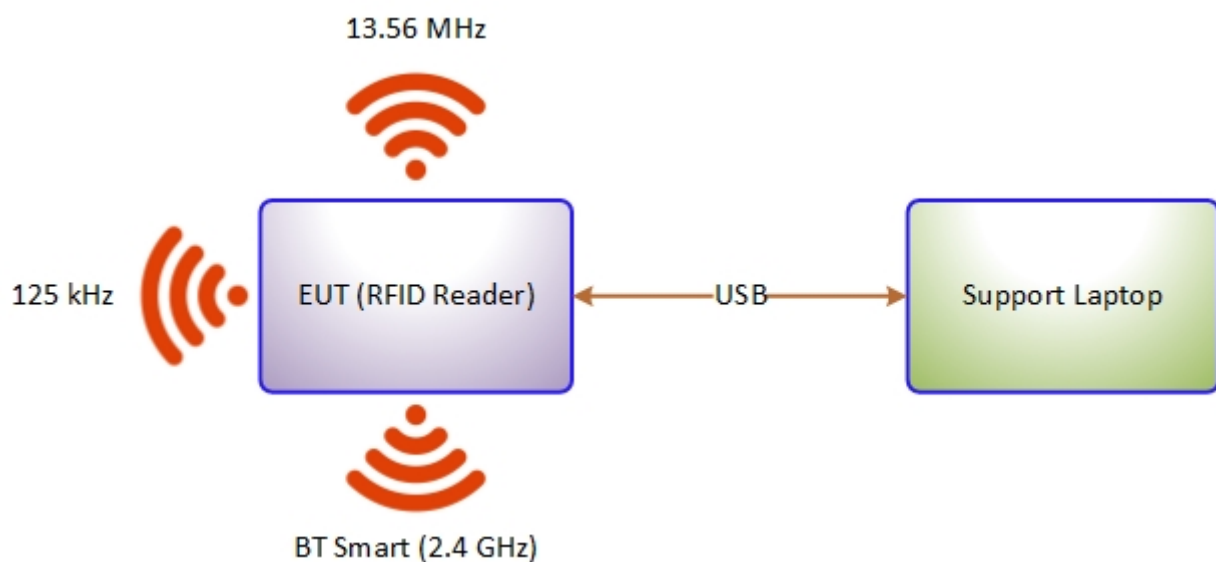 13.56 MHz
125 kHz
EUT (RFID Reader)
USB
Support Laptop
BT Smart (2.4 GHz)